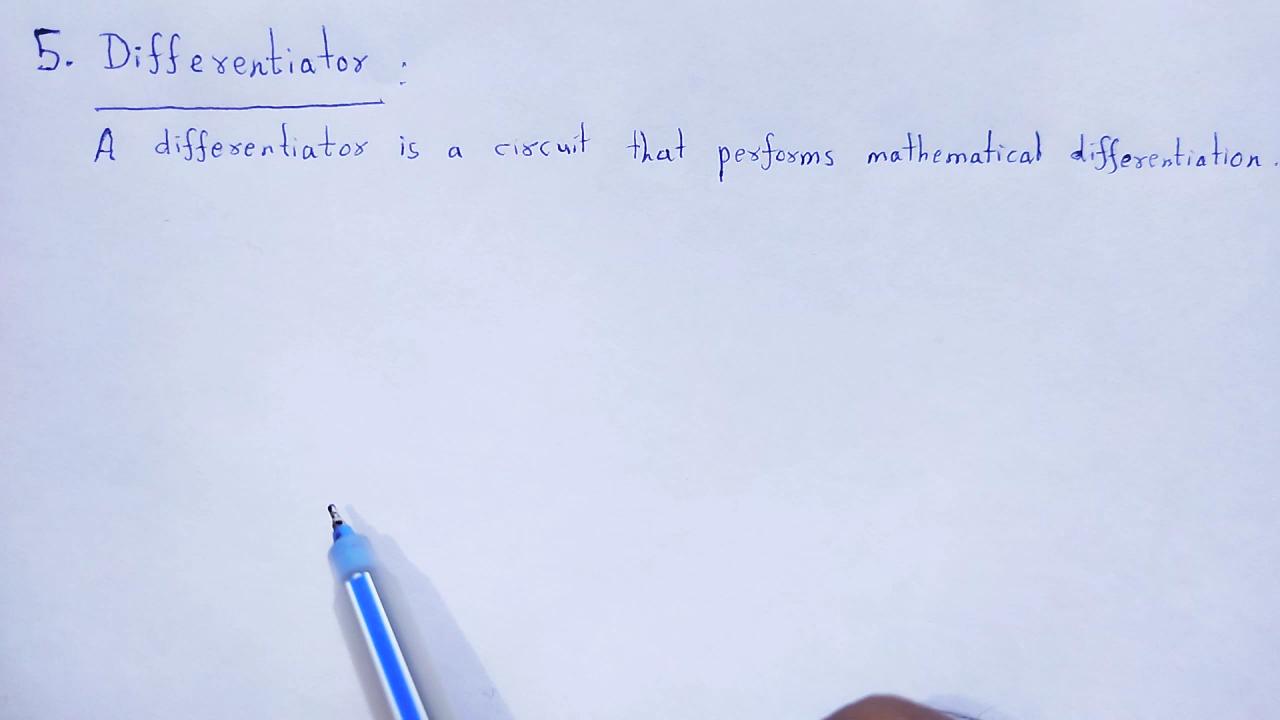 5. Differentiator :
A differentiator is a circuit that performs mathematical differentiation.